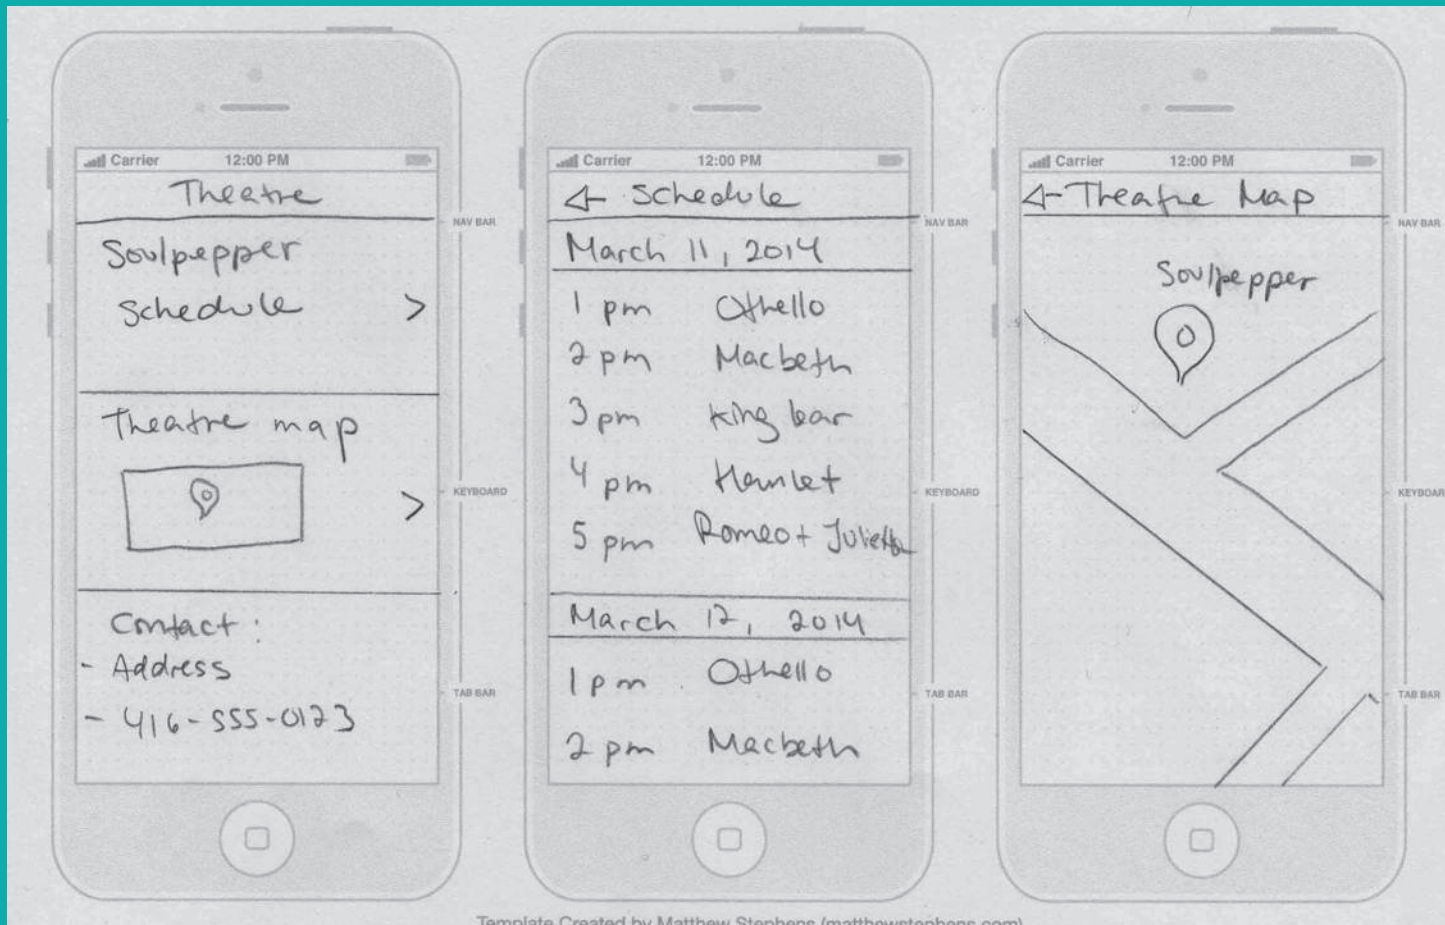 Carrier 12:00 PM
Theatre
NAV BAR
Soulpepper
Schedule >
Theatre map
>
KEYBOARD
Contact :
- Address
TAB BAR
- 416-555-0123
Carrier 12:00 PM
Schedule
NAV BAR
March 11, 2014
1 pm Othello
2 pm Macbeth
3 pm King lear
4 pm Hamlet
KEYBOARD
5 pm Romeo + Juliette
March 12, 2014
1 pm Othello
TAB BAR
2 pm Macbeth
Carrier 12:00 PM
Theatre Map
NAV BAR
Soulpepper
KEYBOAR
TAB BAR
Template Created by Matthew Stephens (matthewstephens.com)